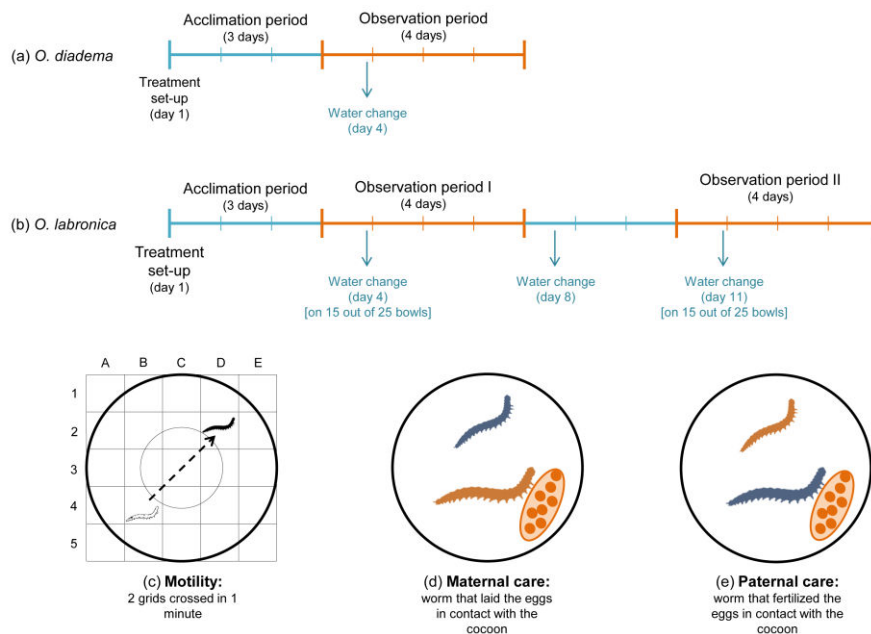 Acclimation period
(3 days)
Observation period
(4 days)
(a) O. diadema
Treatment
set-up
(day 1)
Water change
(day 4)
Acclimation period
(3 days)
Observation period I
(4 days)
Observation period II
(4 days)
(b) O. labronica
Treatment
set-up
(day 1)
Water change
(day 4)
[on 15 out of 25 bowls]
Water change
(day 8)
Water change
(day 11)
[on 15 out of 25 bowls]
A B C D E
1
2
3
4
5
(c) Motility:
2 grids crossed in 1
minute
(d) Maternal care:
worm that laid the eggs
in contact with the
cocoon
(e) Paternal care:
worm that fertilized the
eggs in contact with the
cocoon